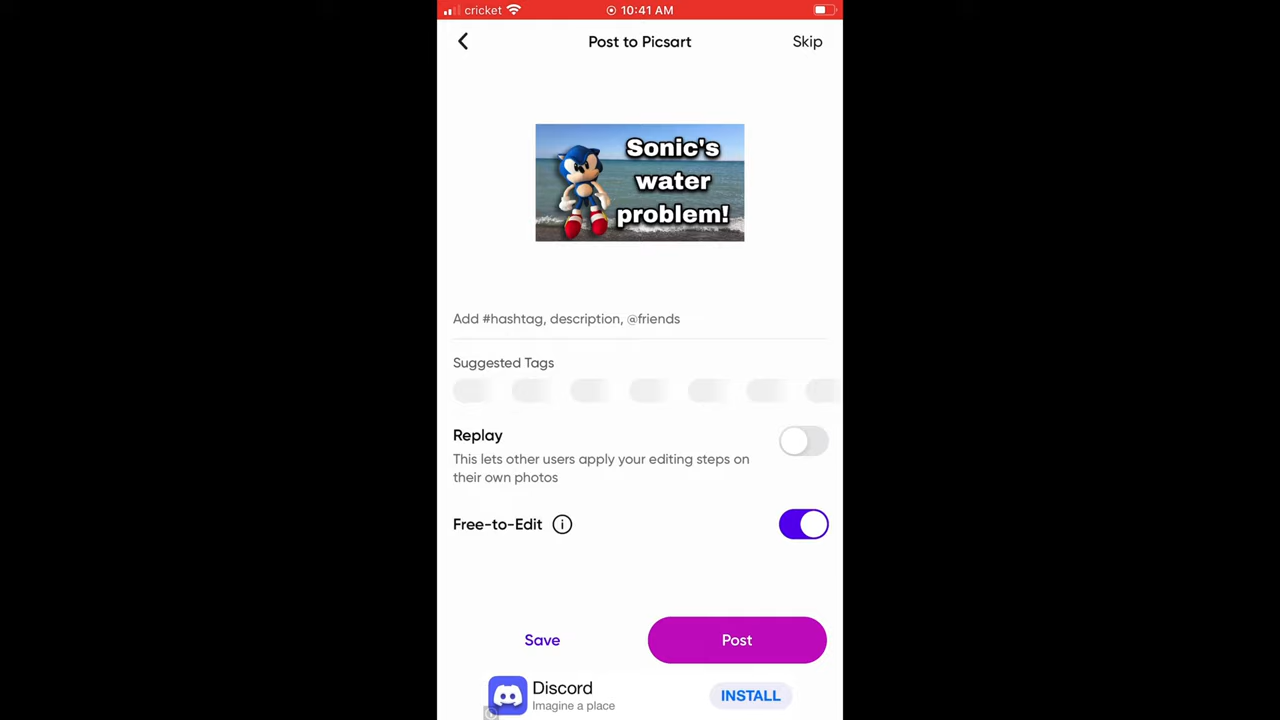 cricket 10:41 AM
Post to Picsart
Skip
Sonic's
water
problem!
Add #hashtag, description, @friends
Suggested Tags
Replay
This lets other users apply your editing steps on
their own photos
Free-to-Edit
Save
Post
Discord
Imagine a place
INSTALL